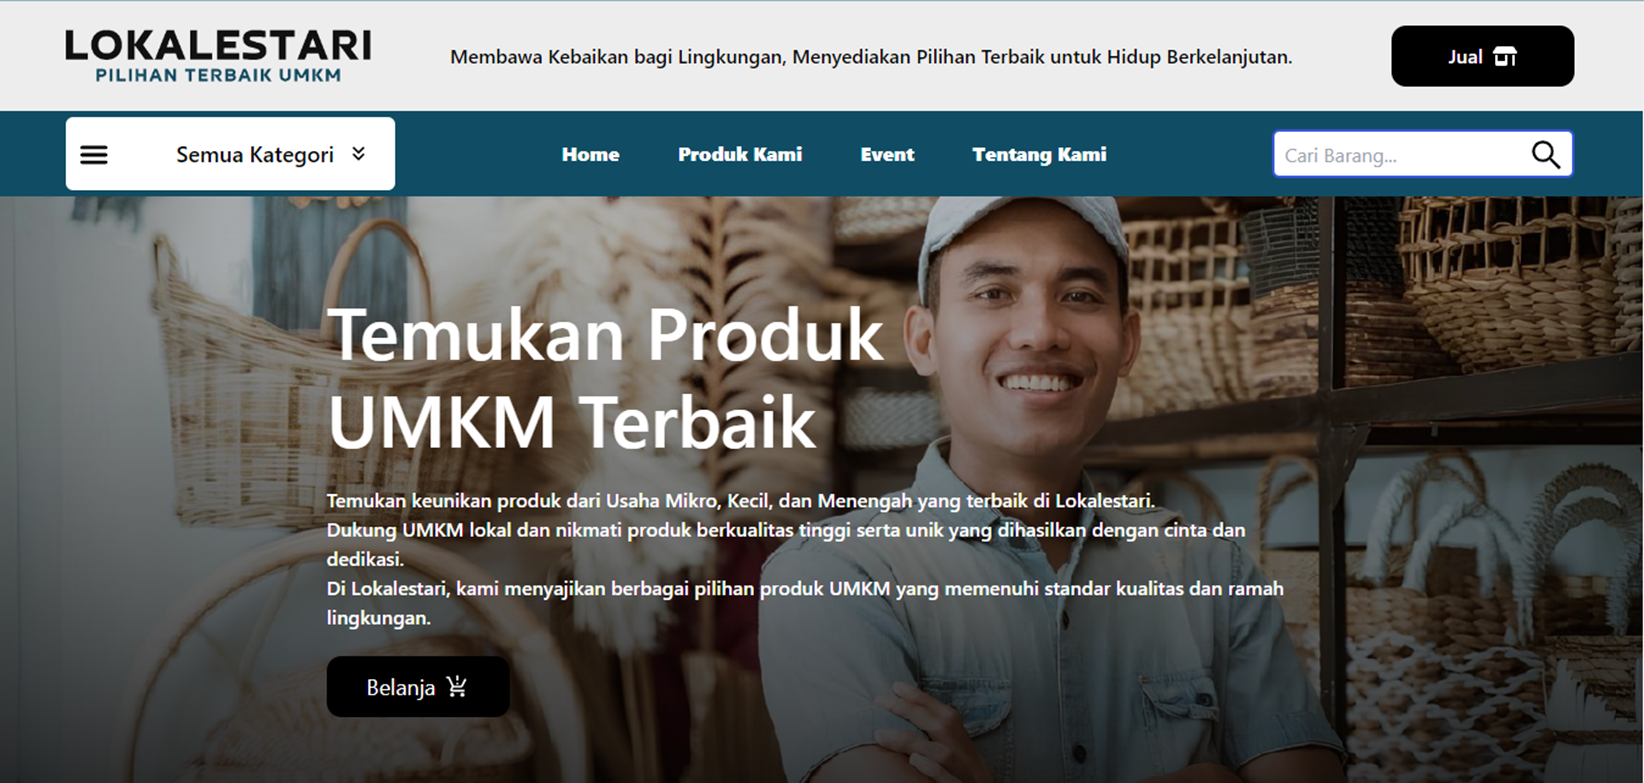 LOKALESTARI
PILIHAN TERBAIK UMKM
Membawa Kebaikan bagi Lingkungan, Menyediakan Pilihan Terbaik untuk Hidup Berkelanjutan.
Jual
Semua Kategori
Home
Produk Kami
Event
Tentang Kami
Cari Barang...
Temukan Produk
UMKM Terbaik
Temukan keunikan produk dari Usaha Mikro, Kecil, dan Menengah yang terbaik di Lokalestari.
Dukung UMKM lokal dan nikmati produk berkualitas tinggi serta unik yang dihasilkan dengan cinta dan
dedikasi.
Di Lokalestari, kami menyajikan berbagai pilihan produk UMKM yang memenuhi standar kualitas dan ramah
lingkungan.
Belanja